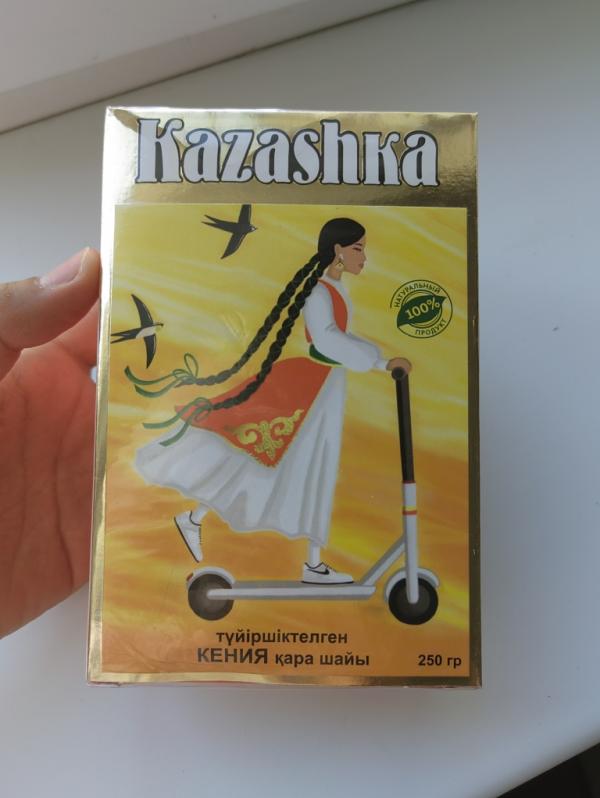 Kazashka
НАТУРАЛЬНЫЙ
100%
ПРОДУКТ
түйіршіктелген
КЕНИЯ қара шайы
250 гр